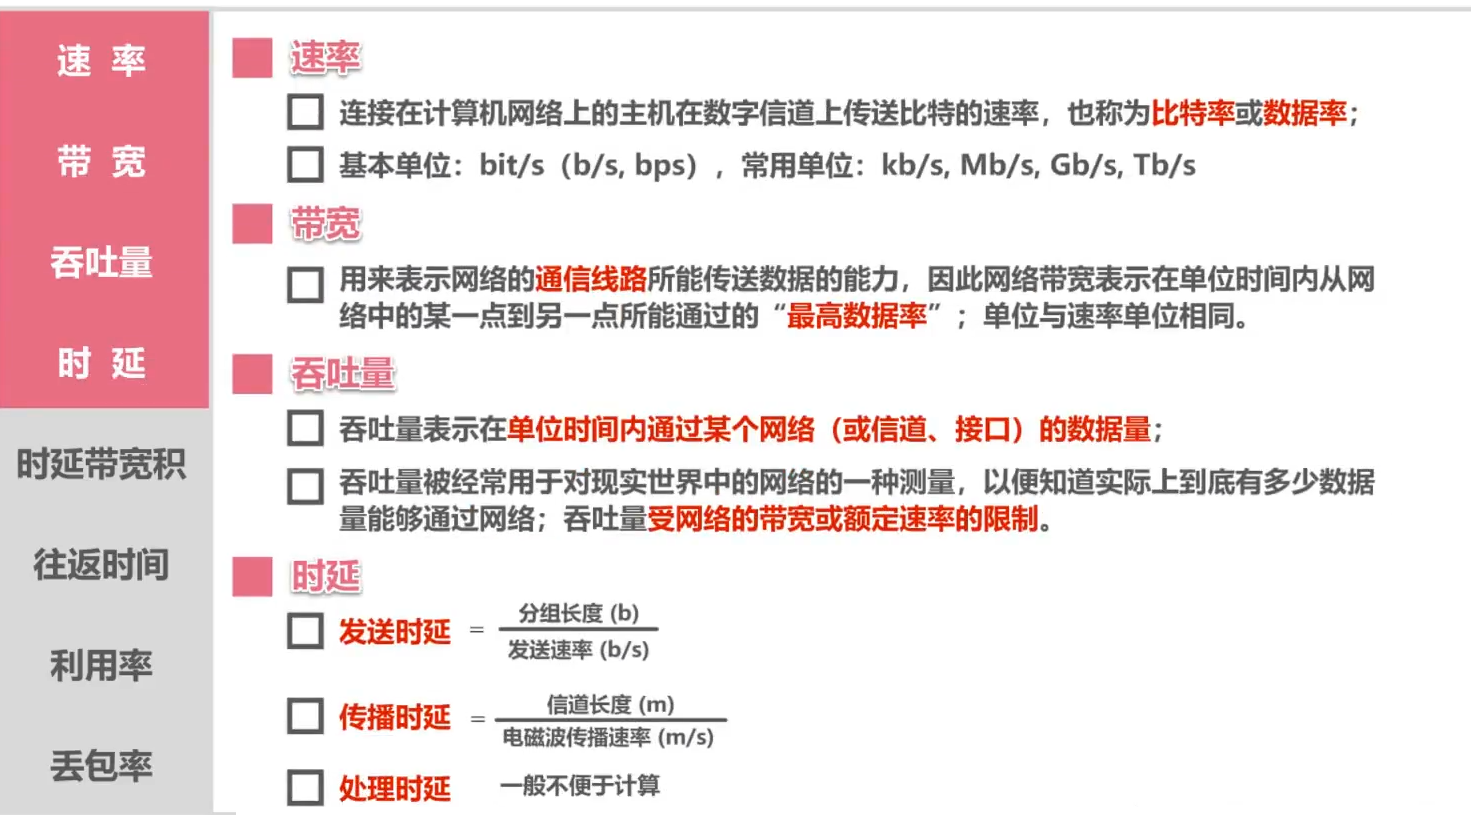 速 率
带 宽
吞吐量
时 延
时延带宽积
往返时间
利用率
丢包率
速率
连接在计算机网络上的主机在数字信道上传送比特的速率，也称为比特率或数据率；
基本单位：bit/s（b/s, bps），常用单位：kb/s, Mb/s, Gb/s, Tb/s
带宽
用来表示网络的通信线路所能传送数据的能力，因此网络带宽表示在单位时间内从网
络中的某一点到另一点所能通过的“最高数据率”；单位与速率单位相同。
吞吐量
吞吐量表示在单位时间内通过某个网络（或信道、接口）的数据量；
吞吐量被经常用于对现实世界中的网络的一种测量，以便知道实际上到底有多少数据
量能够通过网络；吞吐量受网络的带宽或额定速率的限制。
时延
发送时延 =
分组长度 (b)
发送速率 (b/s)
传播时延 =
信道长度 (m)
电磁波传播速率 (m/s)
处理时延 一般不便于计算